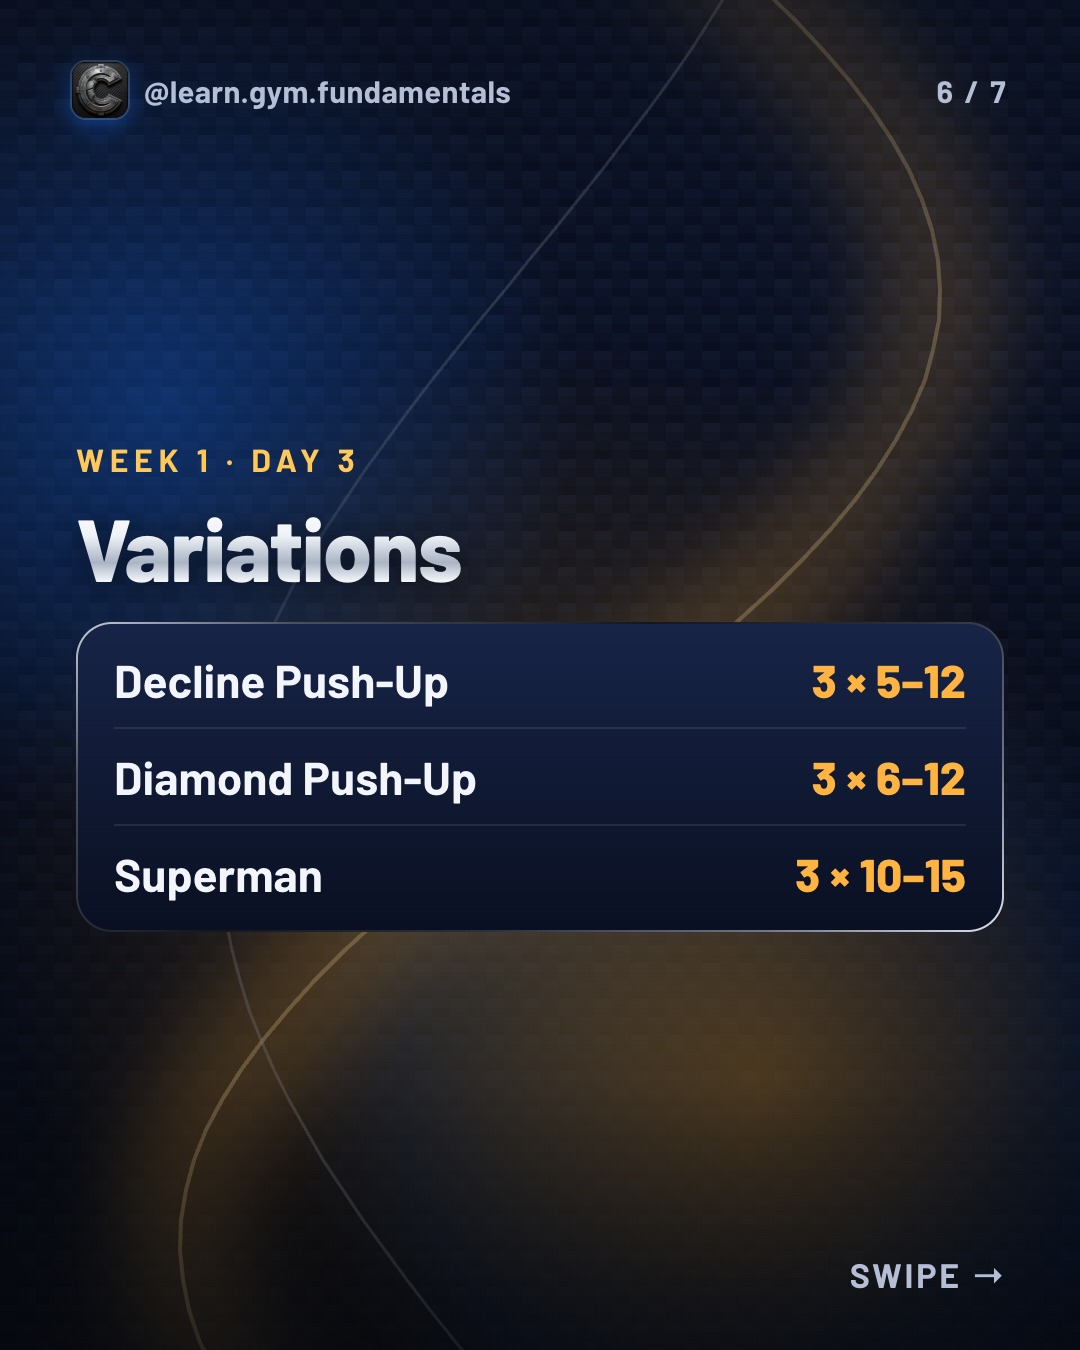 @learn.gym.fundamentals
6 / 7
WEEK 1 · DAY 3
Variations
Decline Push-Up 3 × 5–12
Diamond Push-Up 3 × 6–12
Superman 3 × 10–15
SWIPE →